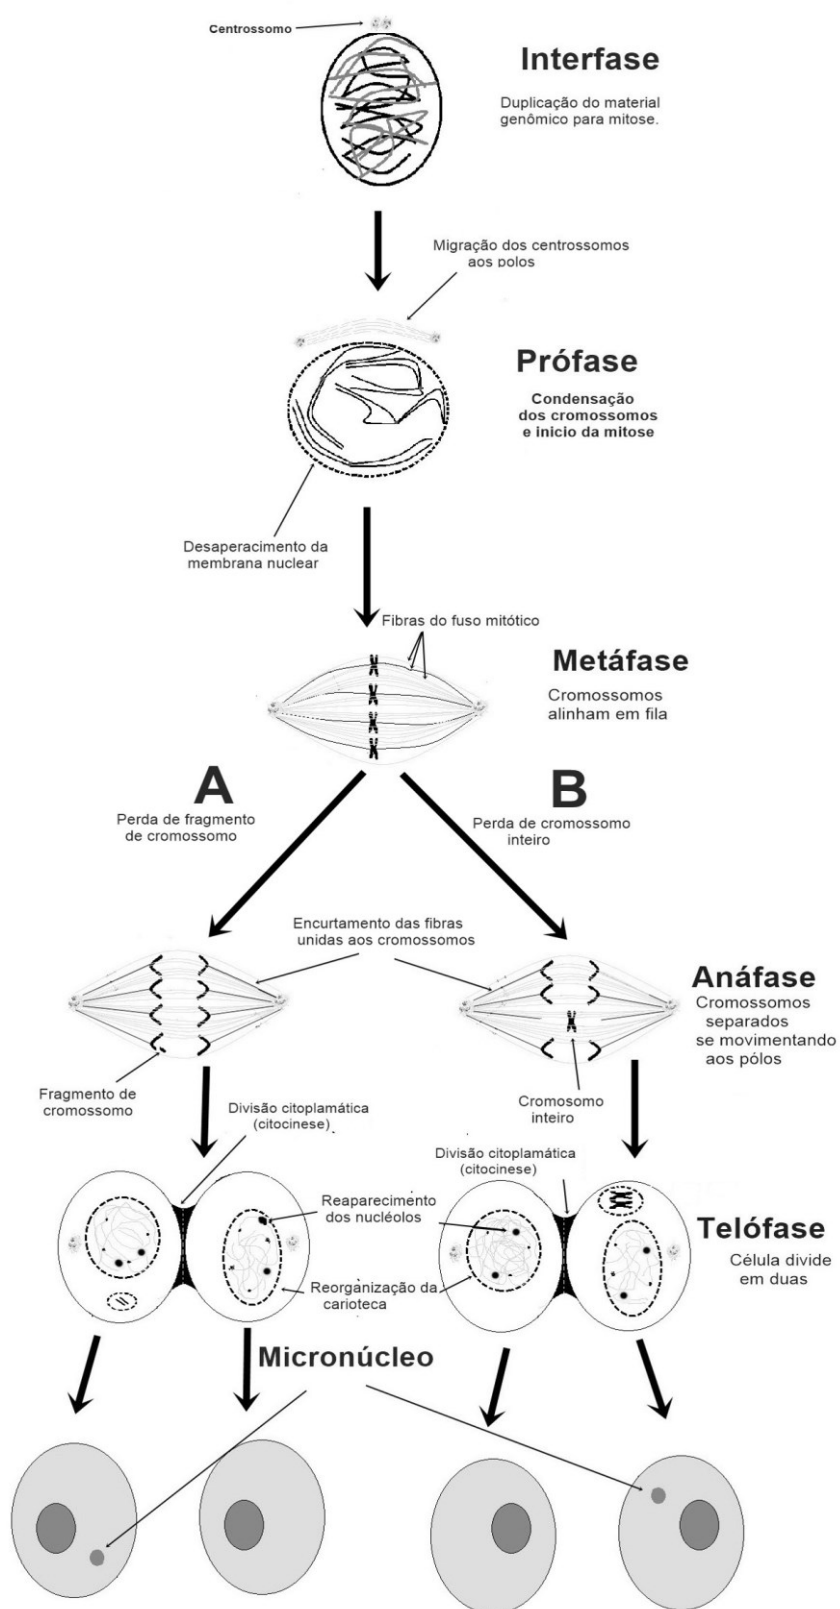 Centrossomo
Interfase
Duplicação do material
genômico para mitose.
Migração dos centrossomos
aos polos
Prófase
Condensação
dos cromossomos
e inicio da mitose
Desaperacimento da
membrana nuclear
Fibras do fuso mitótico
Metáfase
Cromossomos
alinham em fila
A
Perda de fragmento
de cromossomo
B
Perda de cromossomo
inteiro
Encurtamento das fibras
unidas aos cromossomos
Anáfase
Cromossomos
separados
se movimentando
aos pólos
Fragmento de
cromossomo
Cromosomo
inteiro
Divisão citoplamática
(citocinese)
Divisão citoplamática
(citocinese)
Reaparecimento
dos nucléolos
Telófase
Célula divide
em duas
Reorganização da
carioteca
Micronúcleo